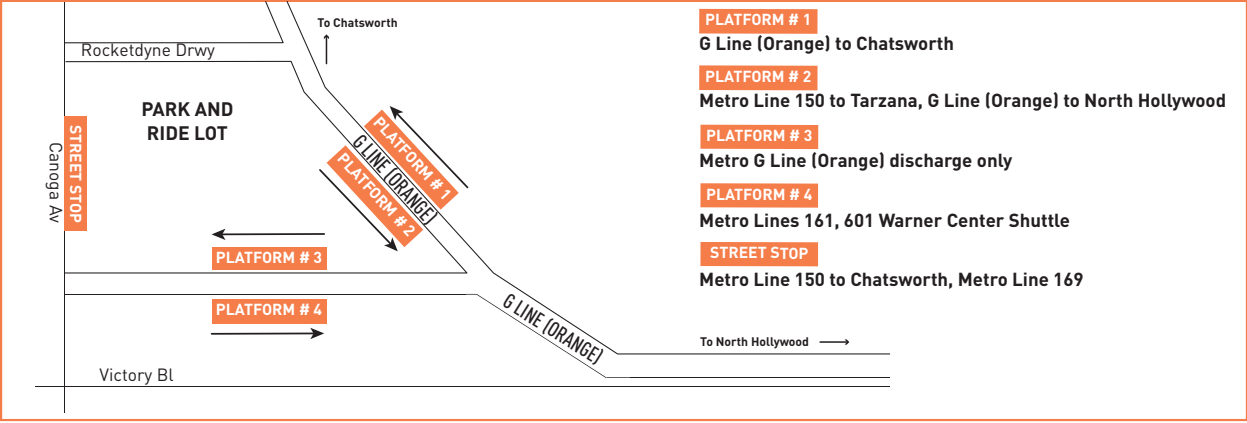 To Chatsworth
Rocketdyne Drwy
PARK AND
RIDE LOT
STREET STOP
Canoga Av
PLATFORM # 1
G LINE (ORANGE)
PLATFORM # 2
PLATFORM # 3
PLATFORM # 4
G LINE (ORANGE)
To North Hollywood
Victory Bl
PLATFORM # 1
G Line (Orange) to Chatsworth
PLATFORM # 2
Metro Line 150 to Tarzana, G Line (Orange) to North Hollywood
PLATFORM # 3
Metro G Line (Orange) discharge only
PLATFORM # 4
Metro Lines 161, 601 Warner Center Shuttle
STREET STOP
Metro Line 150 to Chatsworth, Metro Line 169